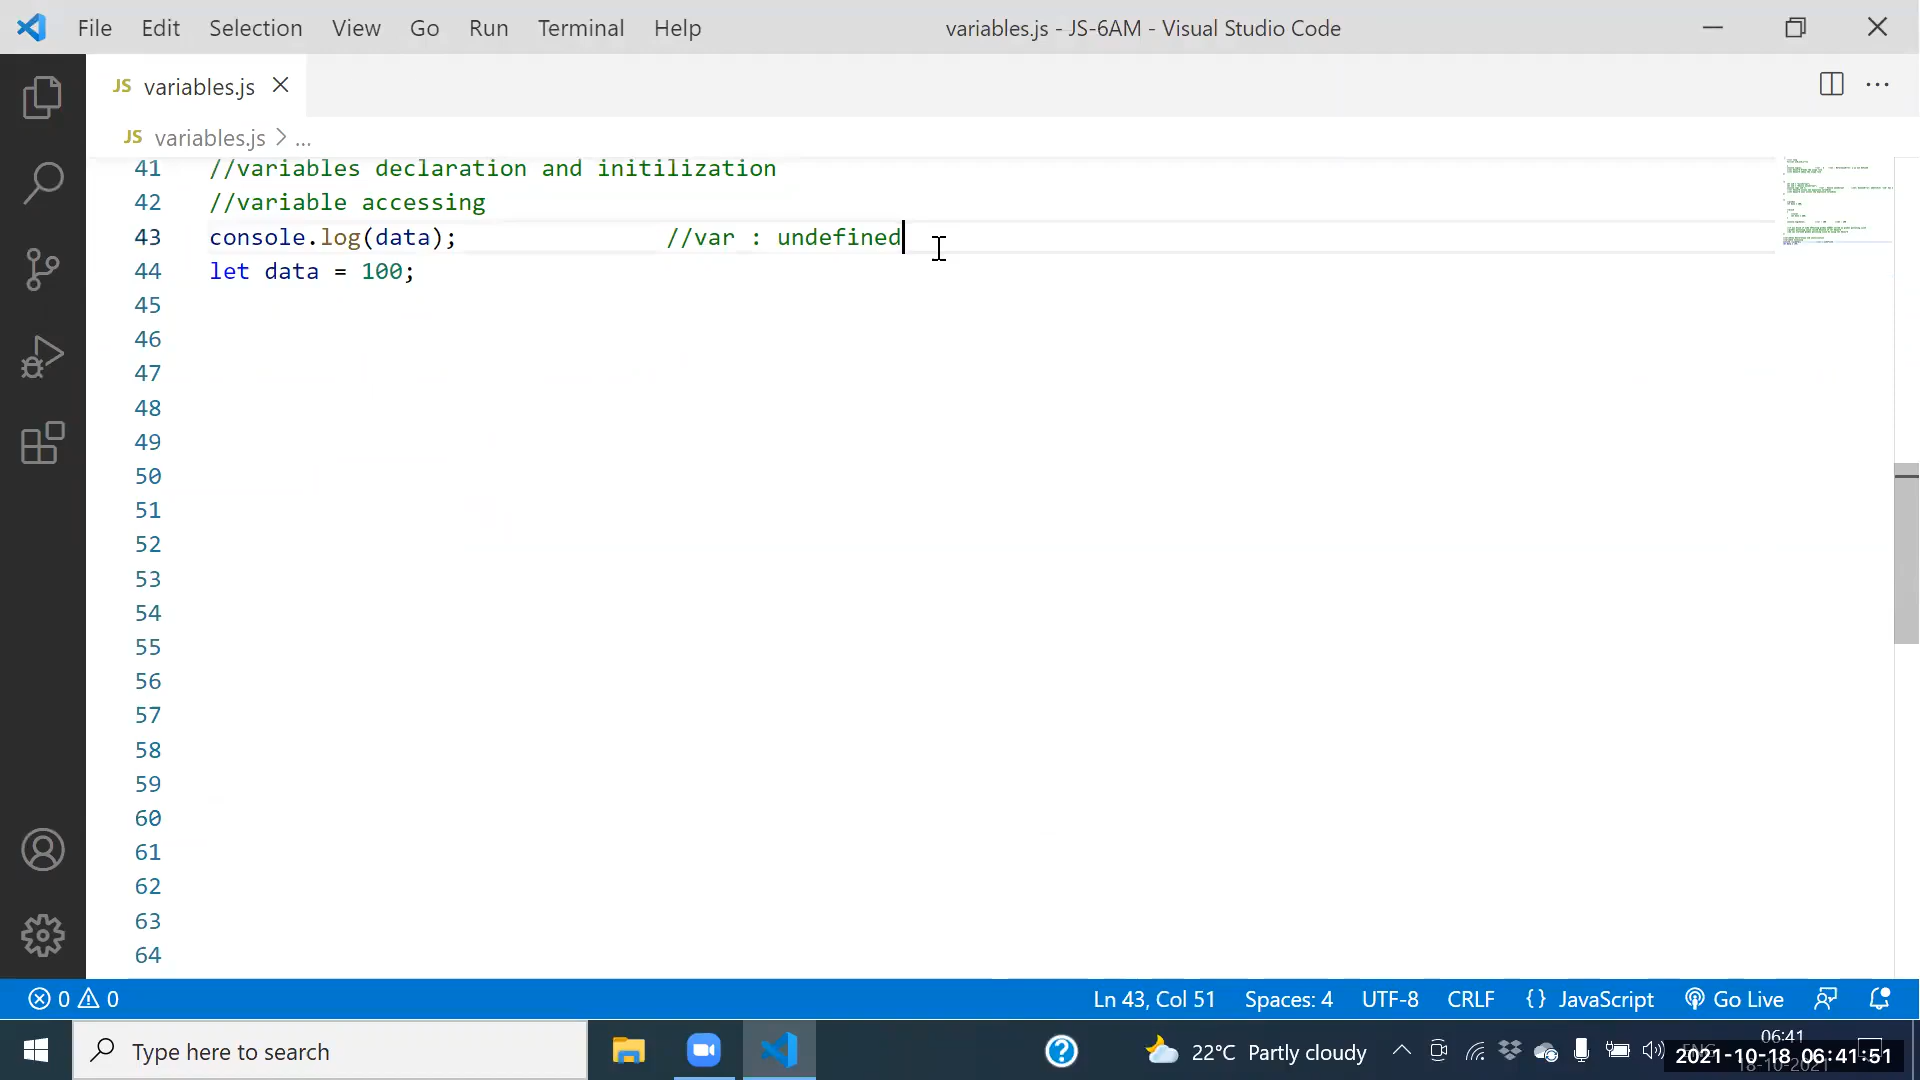 File Edit Selection View Go Run Terminal Help variables.js - JS-6AM - Visual Studio Code
JS variables.js
JS variables.js > ...
41 //variables declaration and initilization
42 //variable accessing
43 console.log(data); //var : undefined
44 let data = 100;
45
46
47
48
49
50
51
52
53
54
55
56
57
58
59
60
61
62
63
64
0 0 Ln 43, Col 51 Spaces: 4 UTF-8 CRLF {} JavaScript Go Live
Type here to search 22°C Partly cloudy 06:41
2021-10-18 06:41:51
18-10-2021